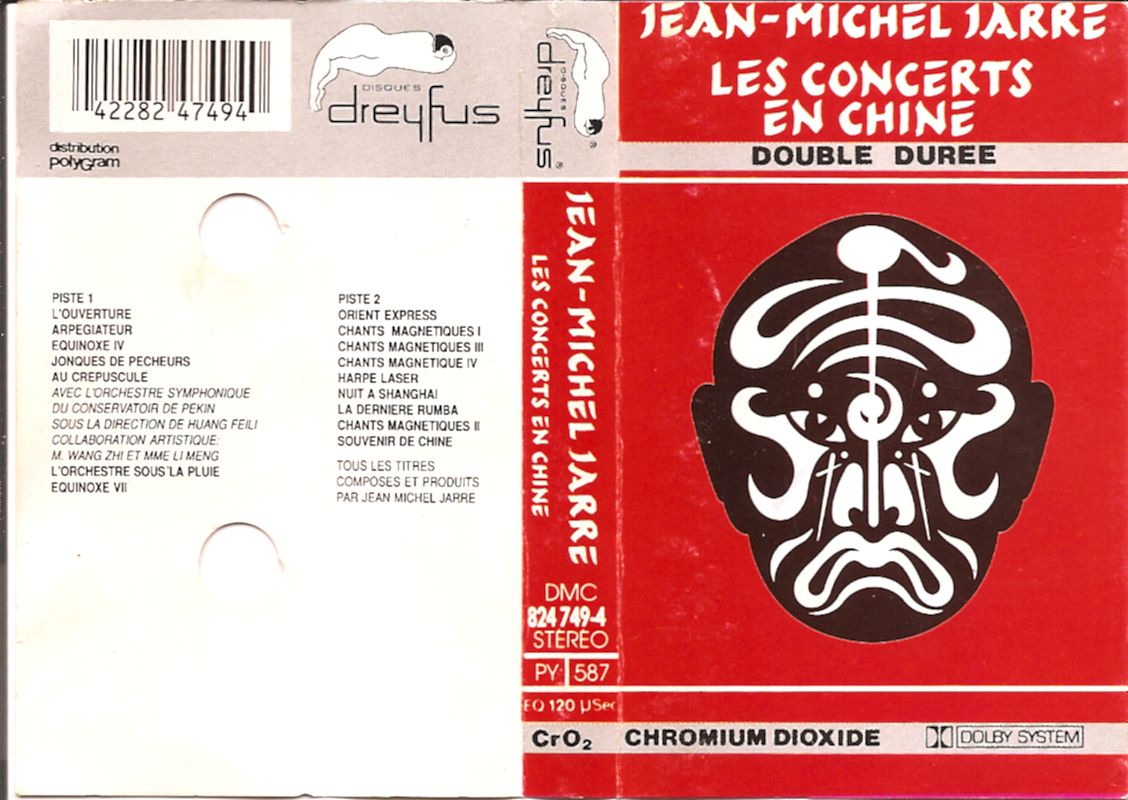 42282 47494
distribution
polyGram
DISQUES
dreyfus
PISTE 1
L'OUVERTURE
ARPEGIATEUR
EQUINOXE IV
JONQUES DE PECHEURS
AU CREPUSCULE
AVEC L'ORCHESTRE SYMPHONIQUE
DU CONSERVATOIR DE PEKIN
SOUS LA DIRECTION DE HUANG FEILI
COLLABORATION ARTISTIQUE:
M. WANG ZHI ET MME LI MENG
L'ORCHESTRE SOUS LA PLUIE
EQUINOXE VII
PISTE 2
ORIENT EXPRESS
CHANTS MAGNETIQUES I
CHANTS MAGNETIQUES III
CHANTS MAGNETIQUE IV
HARPE LASER
NUIT A SHANGHAI
LA DERNIERE RUMBA
CHANTS MAGNETIQUES II
SOUVENIR DE CHINE
TOUS LES TITRES
COMPOSES ET PRODUITS
PAR JEAN MICHEL JARRE
DISQUES
dreyfus
®
JEAN-MICHEL JARRE
LES CONCERTS EN CHINE
DMC
824 749-4
STÉRÉO
PY 587
EQ 120 µSec
CrO₂
JEAN-MICHEL JARRE
LES CONCERTS
EN CHINE
DOUBLE DUREE
CHROMIUM DIOXIDE
DOLBY SYSTEM